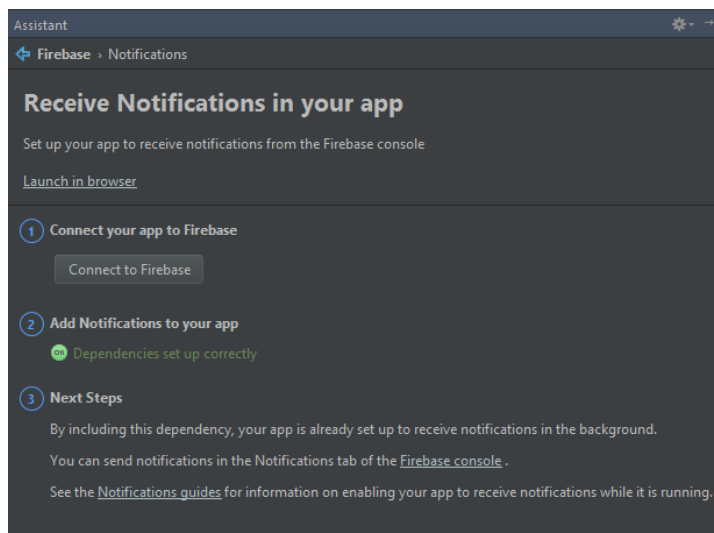 Assistant
Firebase › Notifications
Receive Notifications in your app
Set up your app to receive notifications from the Firebase console
Launch in browser
1 Connect your app to Firebase
Connect to Firebase
2 Add Notifications to your app
OK Dependencies set up correctly
3 Next Steps
By including this dependency, your app is already set up to receive notifications in the background.
You can send notifications in the Notifications tab of the Firebase console .
See the Notifications guides for information on enabling your app to receive notifications while it is running.